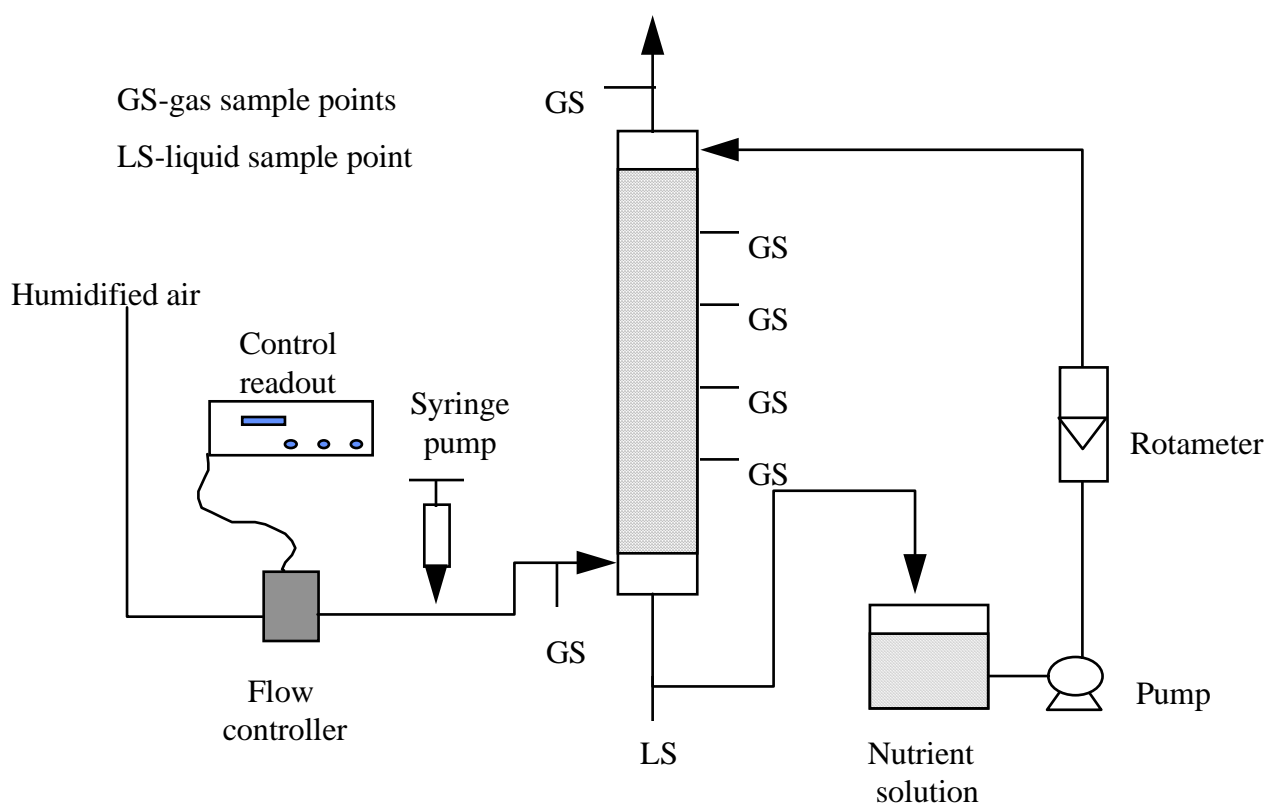 GS
GS-gas sample points
LS-liquid sample point
GS
Humidified air
GS
Control
readout
Syringe
pump
GS
Rotameter
GS
GS
Flow
controller
LS
Pump
Nutrient
solution